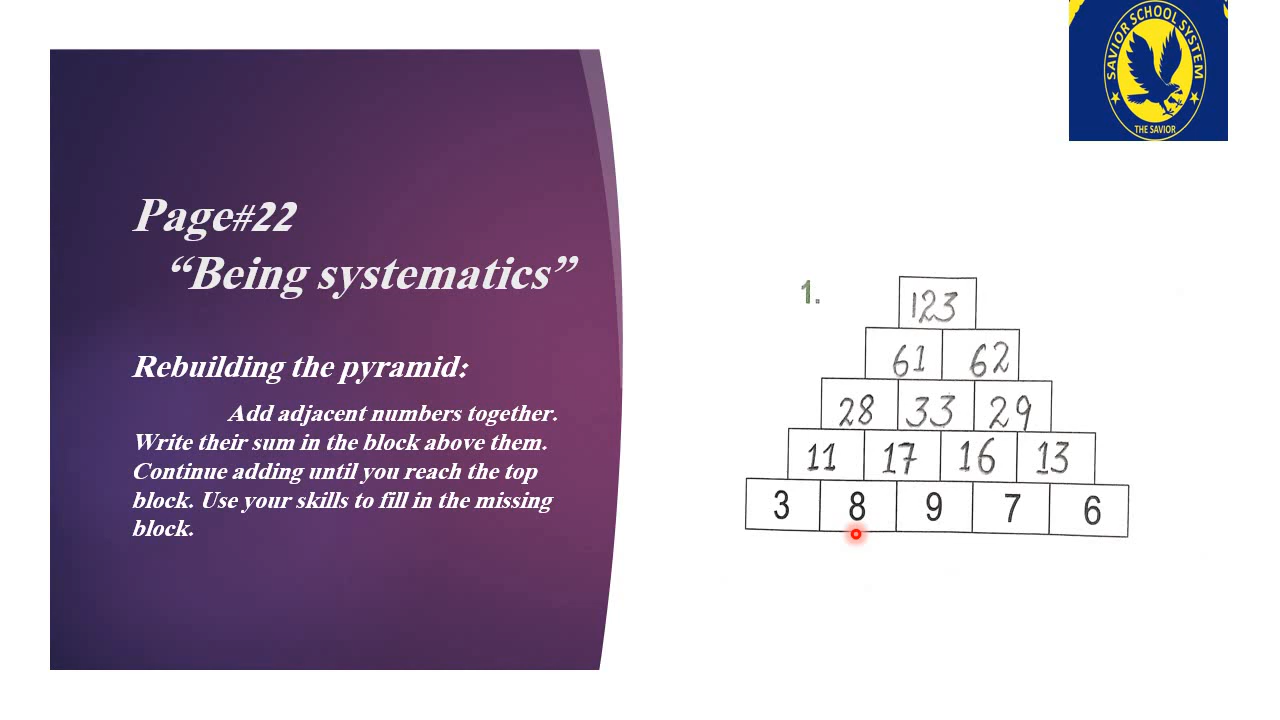 SAVIOR SCHOOL SYSTEM
THE SAVIOR
Page#22
“Being systematics”
Rebuilding the pyramid:
Add adjacent numbers together.
Write their sum in the block above them.
Continue adding until you reach the top
block. Use your skills to fill in the missing
block.
1.
123
61 62
28 33 29
11 17 16 13
3 8 9 7 6